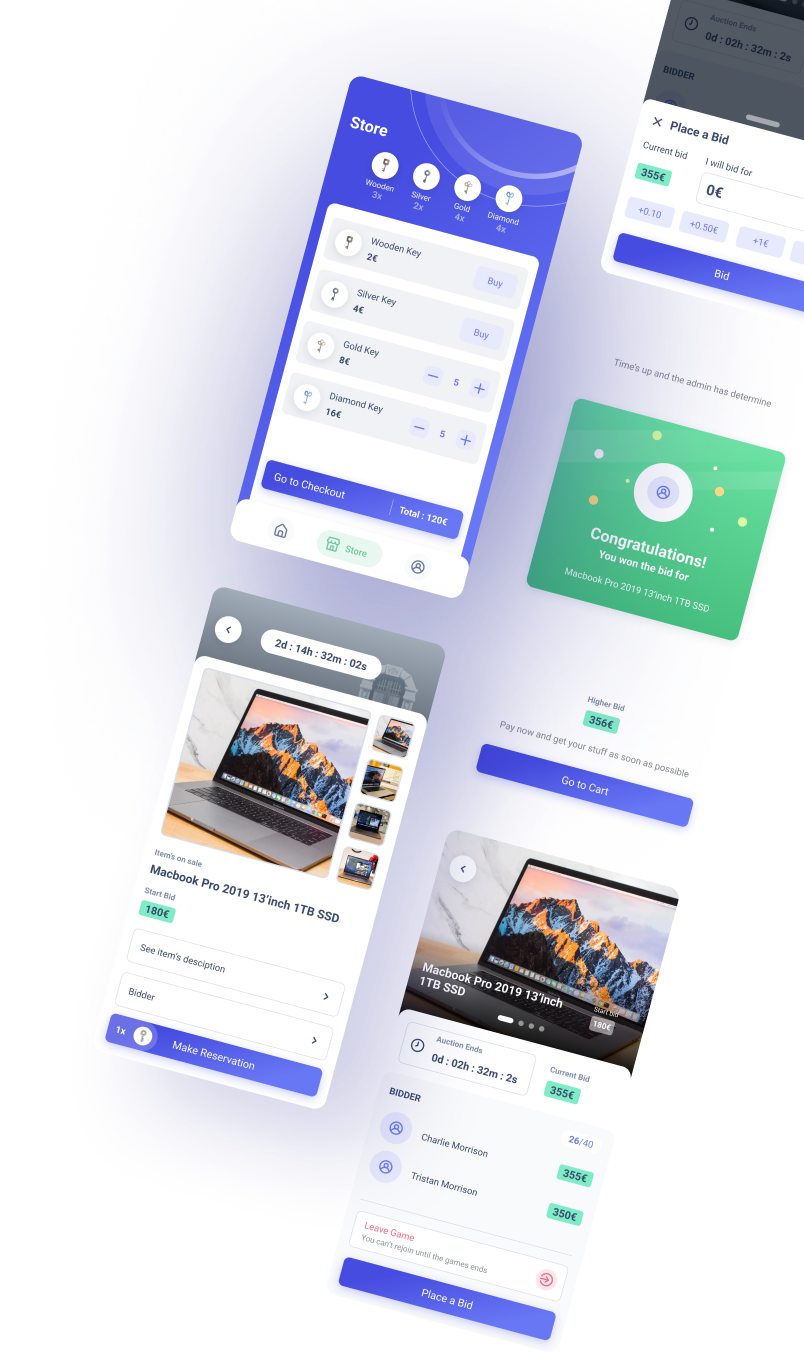 Auction Ends
0d : 02h : 32m : 2s
BIDDER
Place a Bid
Current bid
I will bid for
355€
0€
+0.10
+0.50€
+1€
Bid
Store
Wooden
3x
Silver
2x
Gold
4x
Diamond
4x
Wooden Key
2€
Buy
Silver Key
4€
Buy
Gold Key
8€
5
Diamond Key
16€
5
Go to Checkout
Total : 120€
Store
Time's up and the admin has determine
Congratulations!
You won the bid for
Macbook Pro 2019 13'inch 1TB SSD
Higher Bid
356€
Pay now and get your stuff as soon as possible
Go to Cart
2d : 14h : 32m : 02s
Item's on sale
Macbook Pro 2019 13'inch 1TB SSD
Start Bid
180€
See item's desciption
Bidder
1x
Make Reservation
Macbook Pro 2019 13'inch
1TB SSD
Start bid
180€
Auction Ends
0d : 02h : 32m : 2s
Current Bid
355€
BIDDER
26/40
Charlie Morrison
355€
Tristan Morrison
350€
Leave Game
You can't rejoin until the games ends
Place a Bid